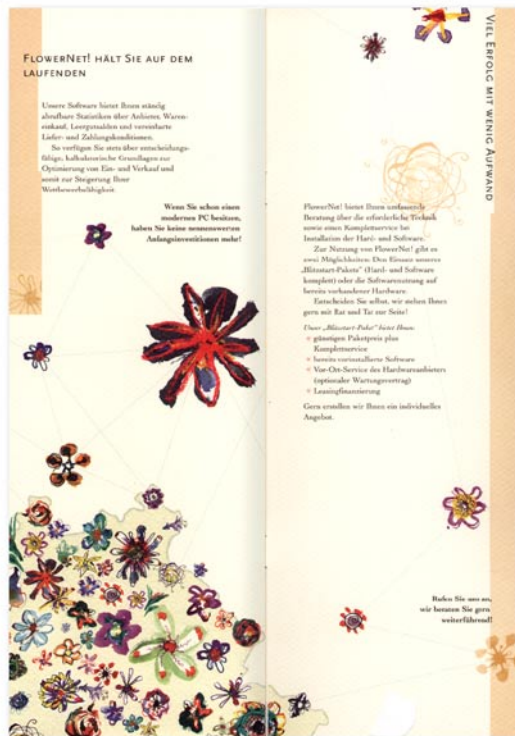 FlowerNet! hält Sie auf dem
laufenden
Unsere Software bietet Ihnen ständig
abrufbare Statistiken über Anbieter, Waren-
einkauf, Leergutsalden und vereinbarte
Liefer- und Zahlungskonditionen.
So verfügen Sie stets über entscheidungs-
fähige, kalkulatorische Grundlagen zur
Optimierung von Ein- und Verkauf und
somit zur Steigerung Ihrer
Wettbewerbsfähigkeit.
Wenn Sie schon einen
modernen PC besitzen,
haben Sie keine nennenswerten
Anfangsinvestitionen mehr!
Viel Erfolg mit wenig Aufwand
FlowerNet! bietet Ihnen umfassende
Beratung über die erforderliche Technik
sowie einen Komplettservice bei
Installation der Hard- und Software.
Zur Nutzung von FlowerNet! gibt es
zwei Möglichkeiten: Den Einsatz unserer
„Blitzstart-Pakete" (Hard- und Software
komplett) oder die Softwarenutzung auf
bereits vorhandener Hardware.
Entscheiden Sie selbst, wir stehen Ihnen
gern mit Rat und Tat zur Seite!
Unser „Blitzstart-Paket" bietet Ihnen:
günstigen Paketpreis plus
Komplettservice
bereits vorinstallierte Software
Vor-Ort-Service des Hardwareanbieters
(optionaler Wartungsvertrag)
Leasingfinanzierung
Gern erstellen wir Ihnen ein individuelles
Angebot.
Rufen Sie uns an,
wir beraten Sie gern
weiterführend!